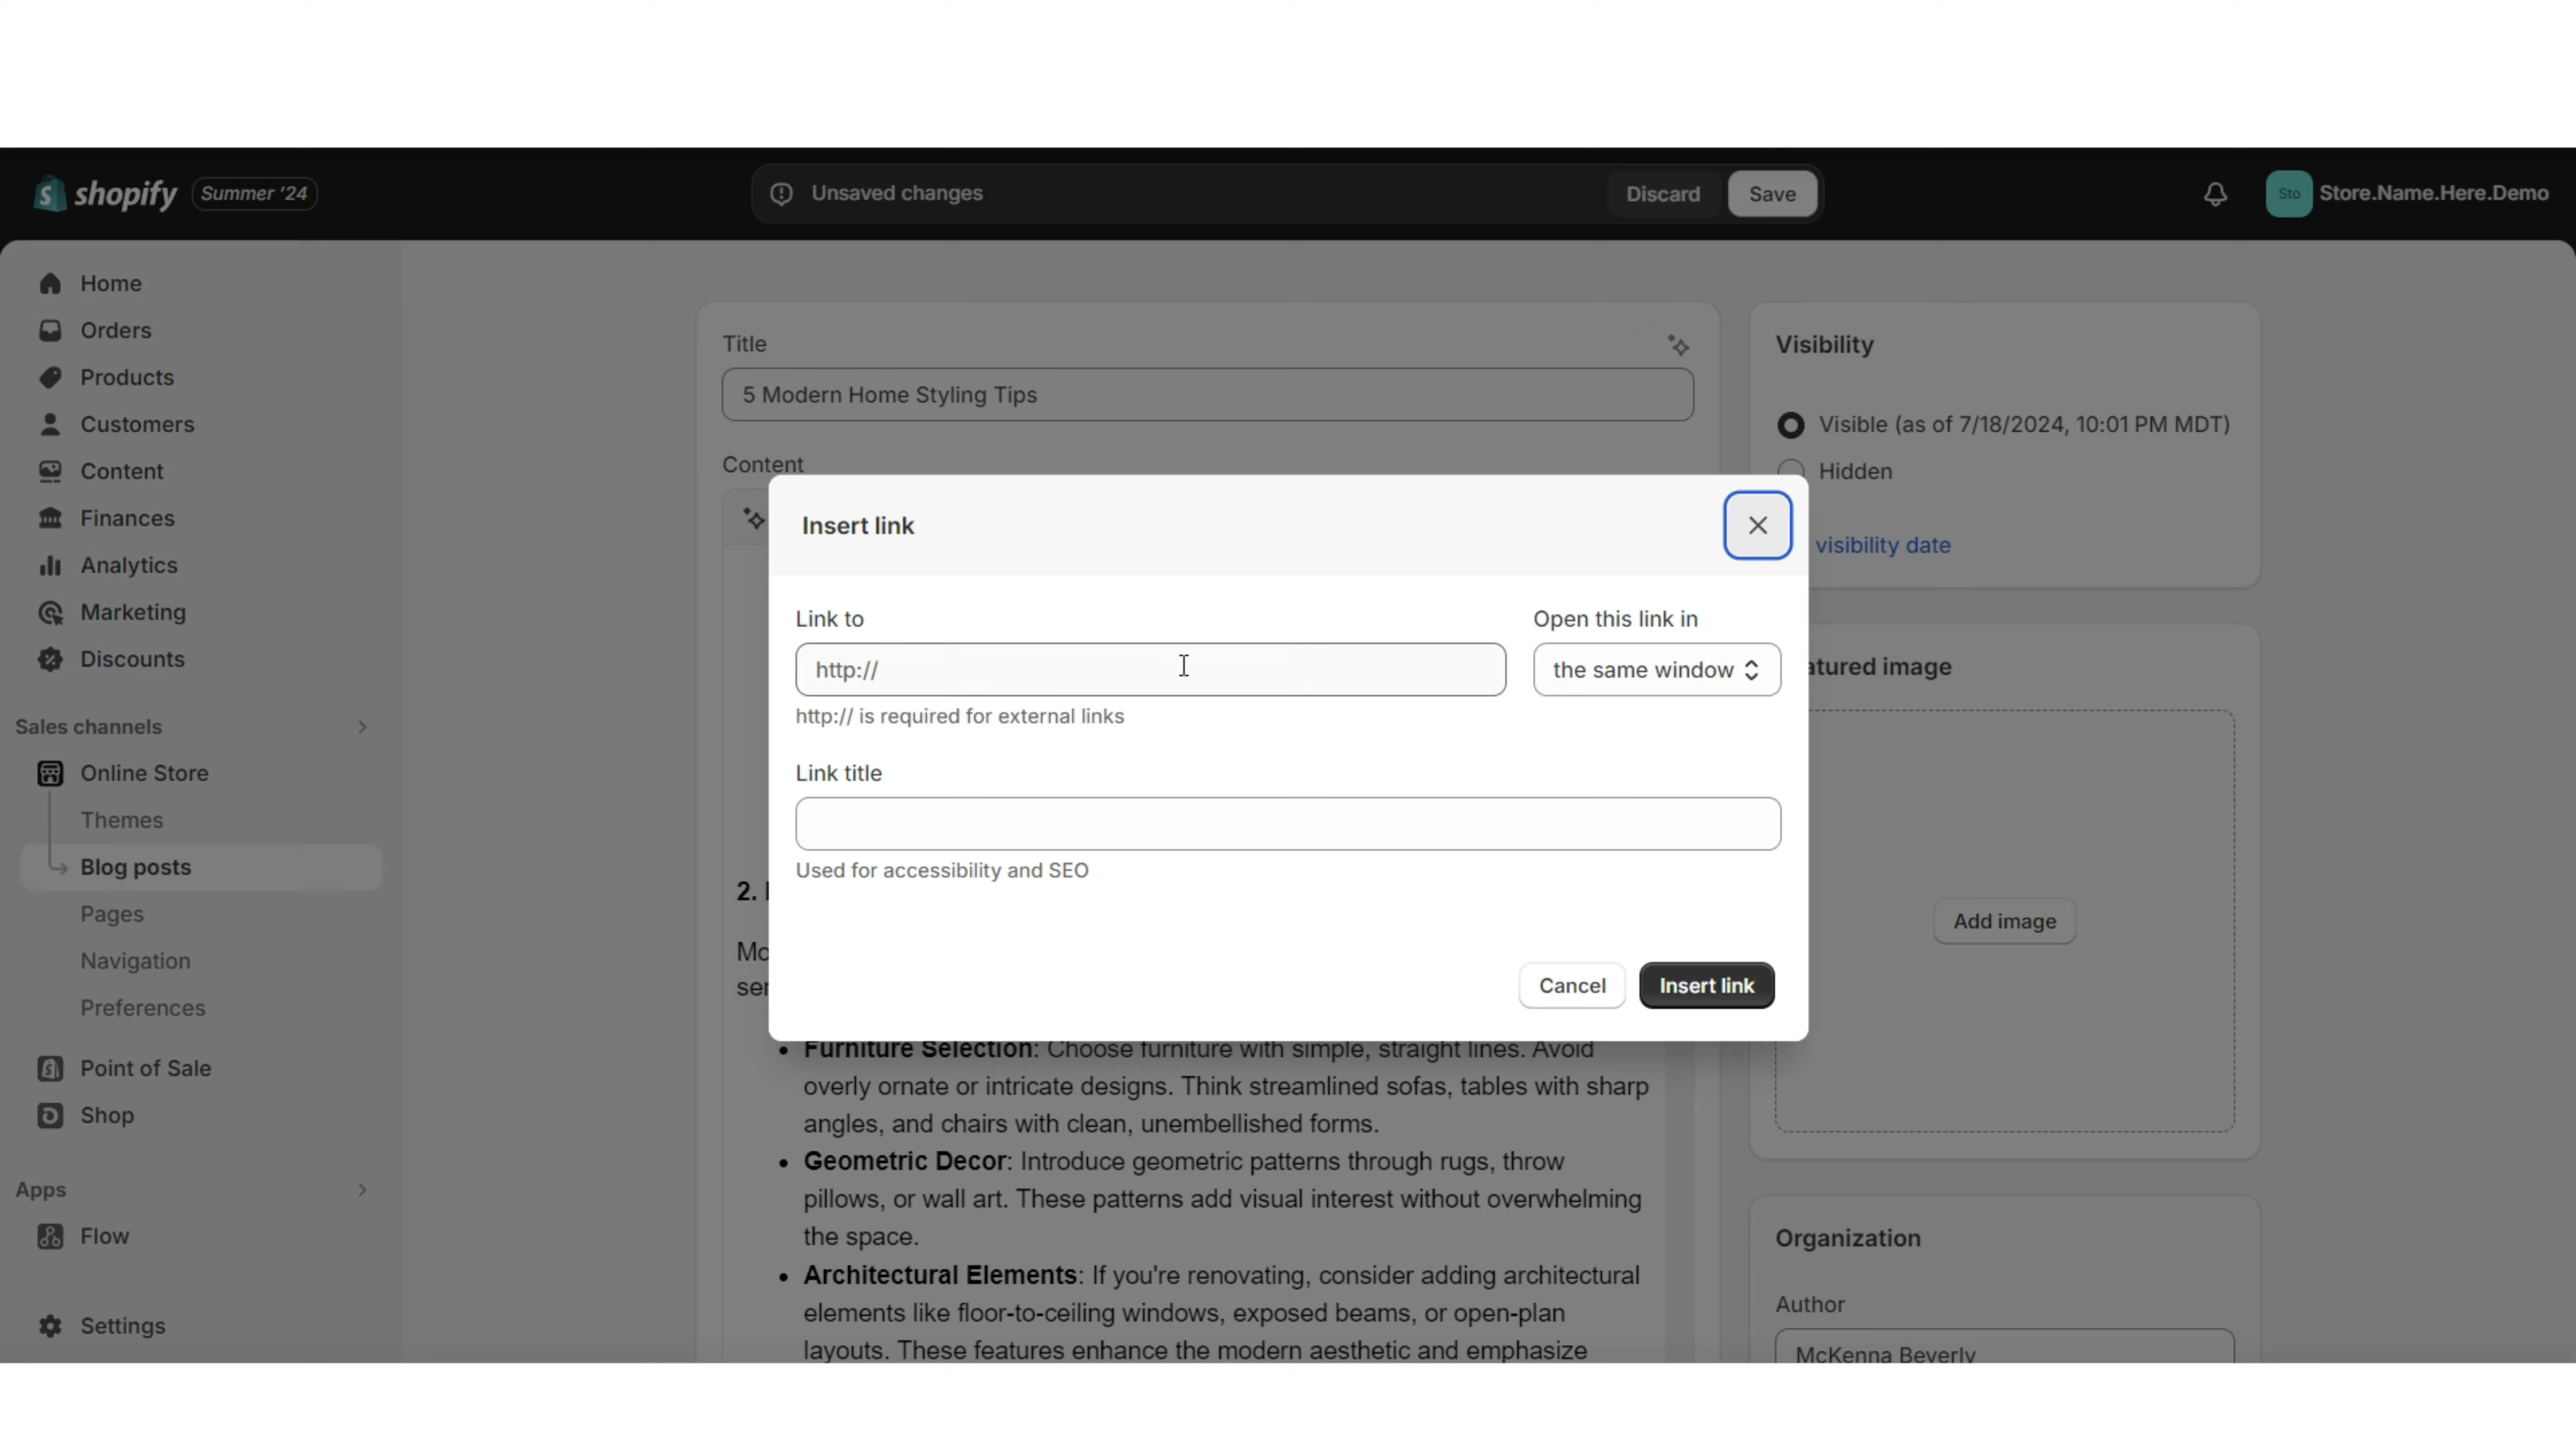 shopify
Summer '24
Unsaved changes
Discard
Save
Sto
Store.Name.Here.Demo
Home
Orders
Products
Customers
Content
Finances
Analytics
Marketing
Discounts
Sales channels
Online Store
Themes
Blog posts
Pages
Navigation
Preferences
Point of Sale
Shop
Apps
Flow
Settings
Title
5 Modern Home Styling Tips
Content
Insert link
Link to
http://
http:// is required for external links
Open this link in
the same window
Link title
Used for accessibility and SEO
Cancel
Insert link
2.
Furniture Selection: Choose furniture with simple, straight lines. Avoid
overly ornate or intricate designs. Think streamlined sofas, tables with sharp
angles, and chairs with clean, unembellished forms.
Geometric Decor: Introduce geometric patterns through rugs, throw
pillows, or wall art. These patterns add visual interest without overwhelming
the space.
Architectural Elements: If you're renovating, consider adding architectural
elements like floor-to-ceiling windows, exposed beams, or open-plan
layouts. These features enhance the modern aesthetic and emphasize
Visibility
Visible (as of 7/18/2024, 10:01 PM MDT)
Hidden
visibility date
image
Add image
Organization
Author
McKenna Beverly